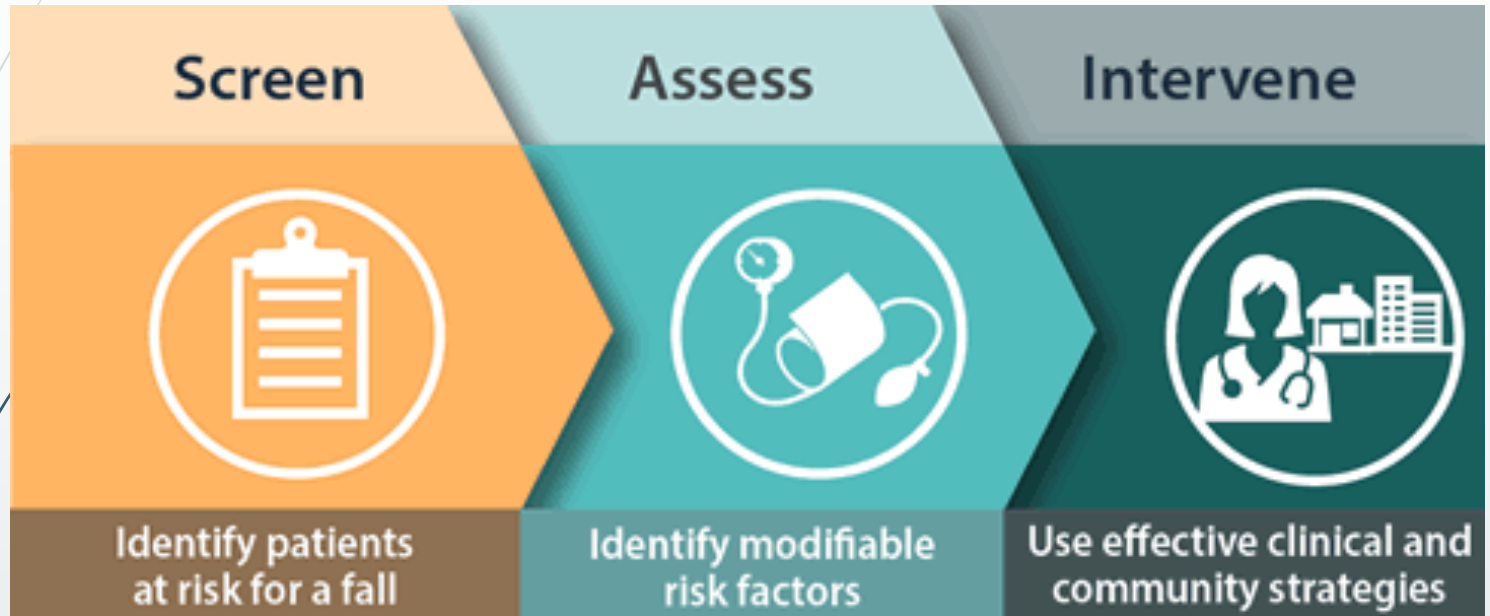 Screen
Assess
Intervene
Identify patients
at risk for a fall
Identify modifiable
risk factors
Use effective clinical and
community strategies